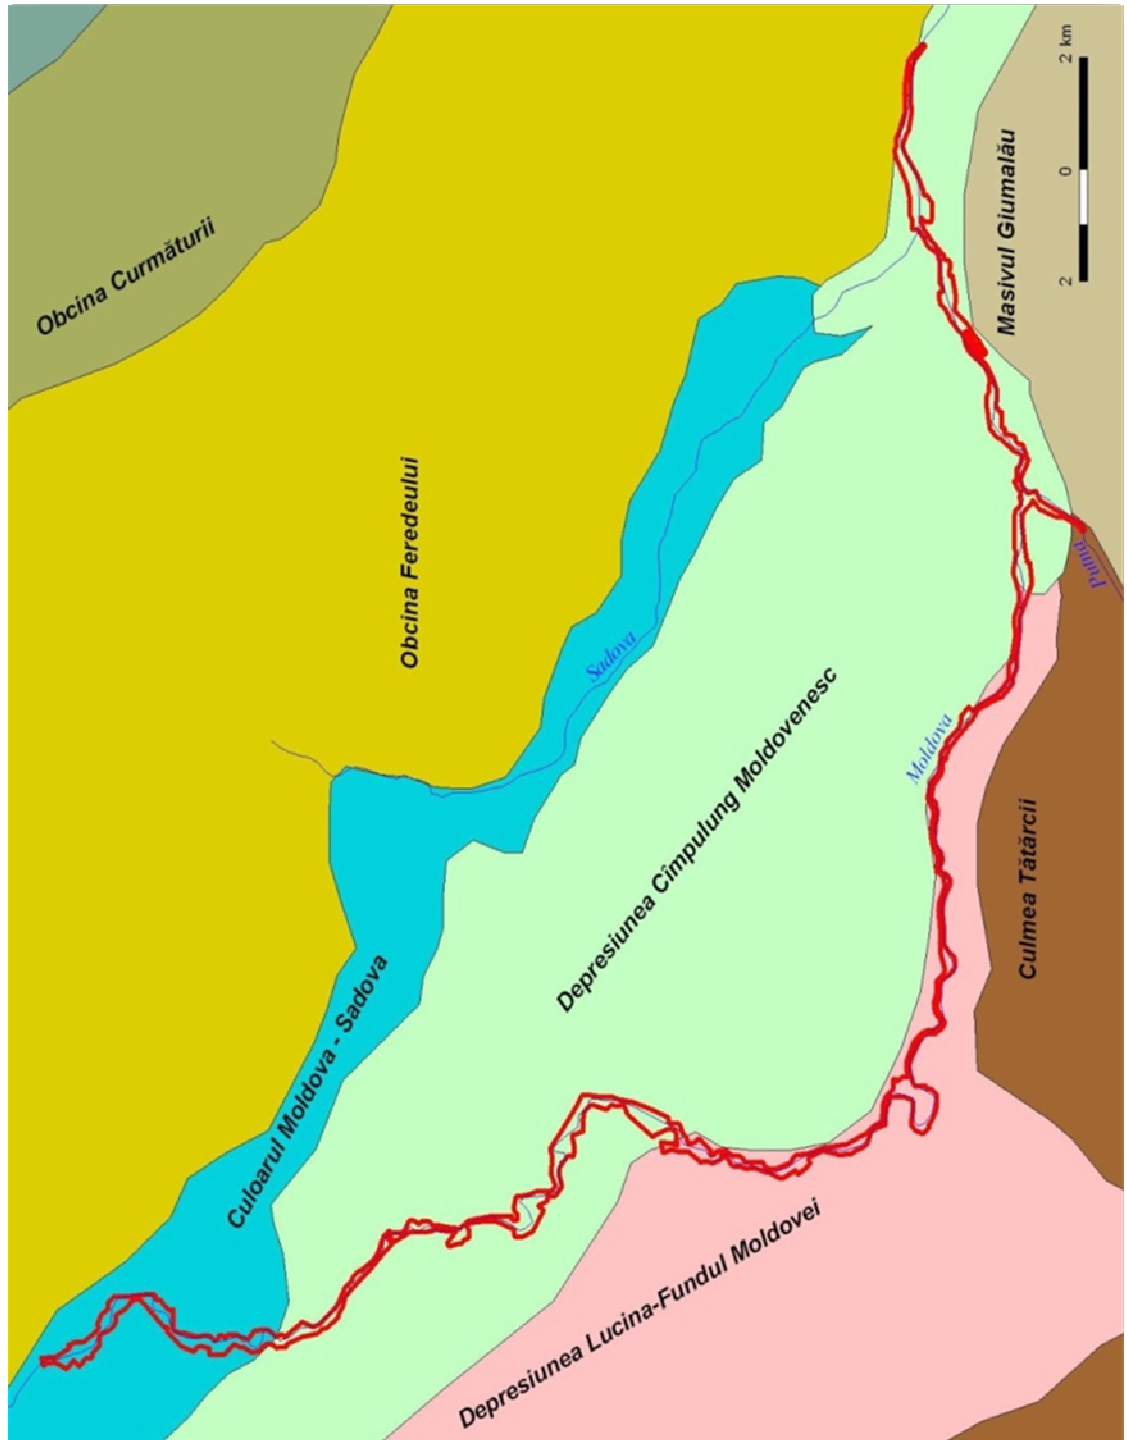 2 km
0
2
Masivul Giumalău
Obcina Curmăturii
Obcina Feredeului
Putna
Sadova
Moldova
Depresiunea Cîmpulung Moldovenesc
Culmea Tătărcii
Culoarul Moldova - Sadova
Depresiunea Lucina-Fundul Moldovei